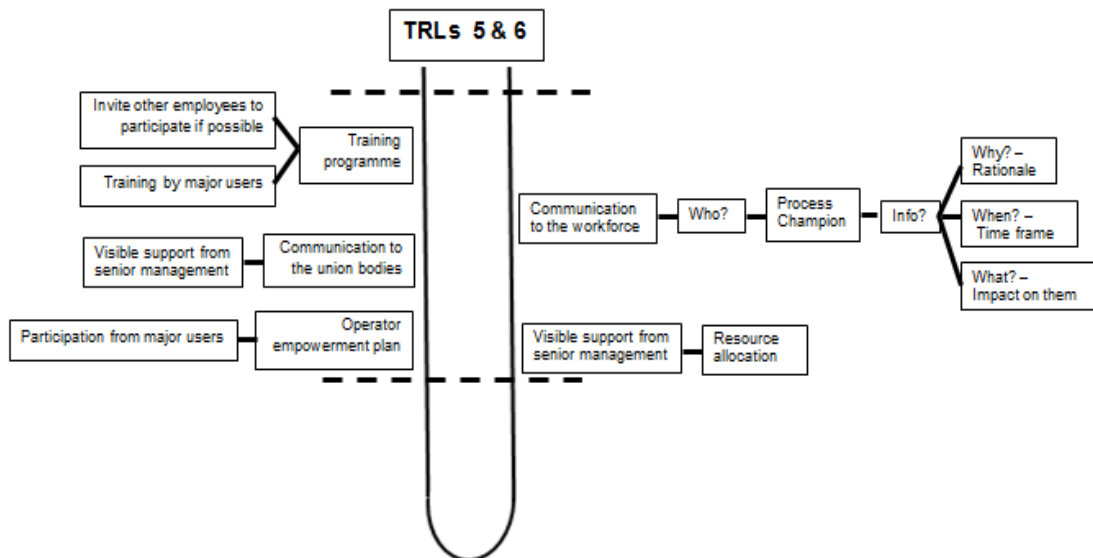 TRLs 5 & 6
Invite other employees to
participate if possible
Training by major users
Training
programme
Visible support from
senior management
Communication to
the union bodies
Participation from major users
Operator
empowerment plan
Communication
to the workforce
Who?
Process
Champion
Info?
Why? –
Rationale
When? –
Time frame
What? –
Impact on them
Visible support from
senior management
Resource
allocation